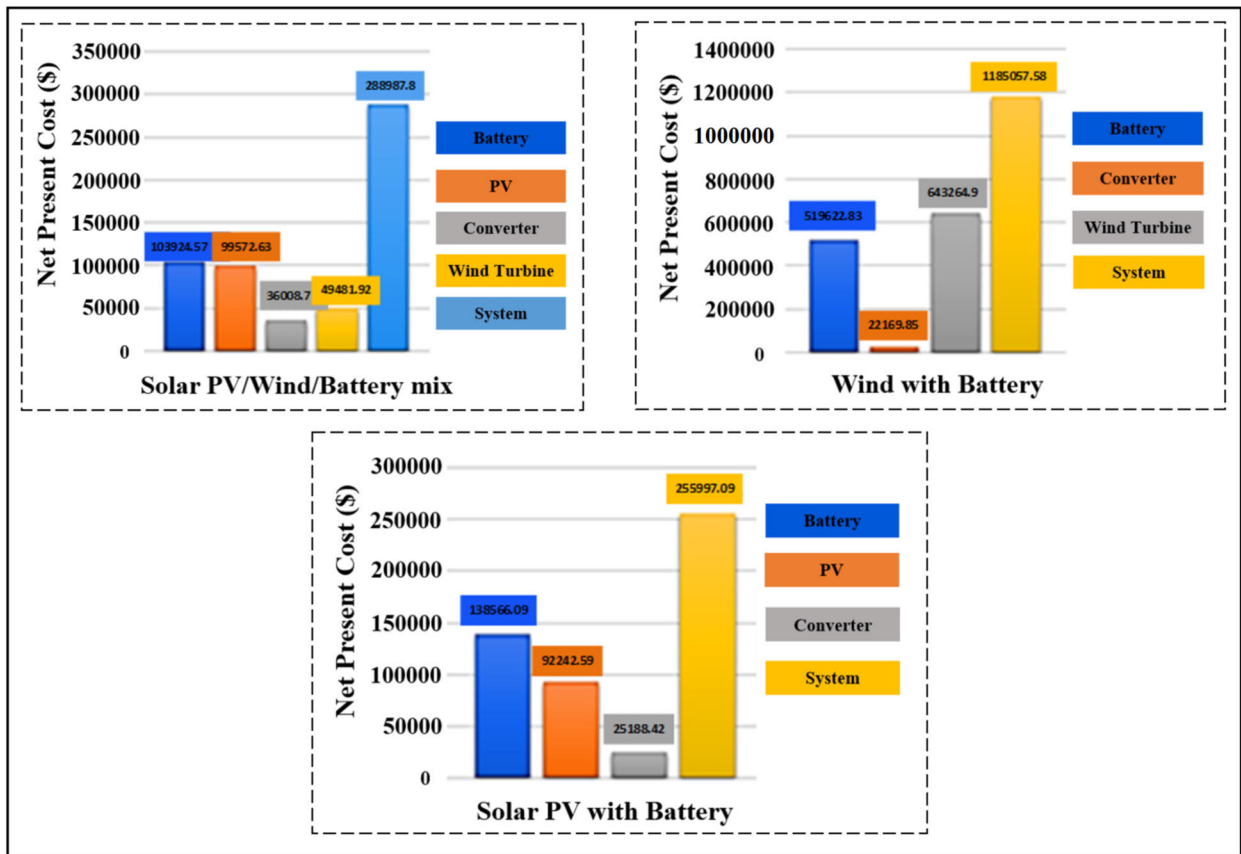 Net Present Cost ($)
350000
300000
250000
200000
150000
100000
50000
0
103924.57
99572.63
36008.7
49481.92
288987.8
Battery
PV
Converter
Wind Turbine
System
Solar PV/Wind/Battery mix
Net Present Cost ($)
1400000
1200000
1000000
800000
600000
400000
200000
0
519622.83
22169.85
643264.9
1185057.58
Battery
Converter
Wind Turbine
System
Wind with Battery
Net Present Cost ($)
300000
250000
200000
150000
100000
50000
0
138566.09
92242.59
25188.42
255997.09
Battery
PV
Converter
System
Solar PV with Battery